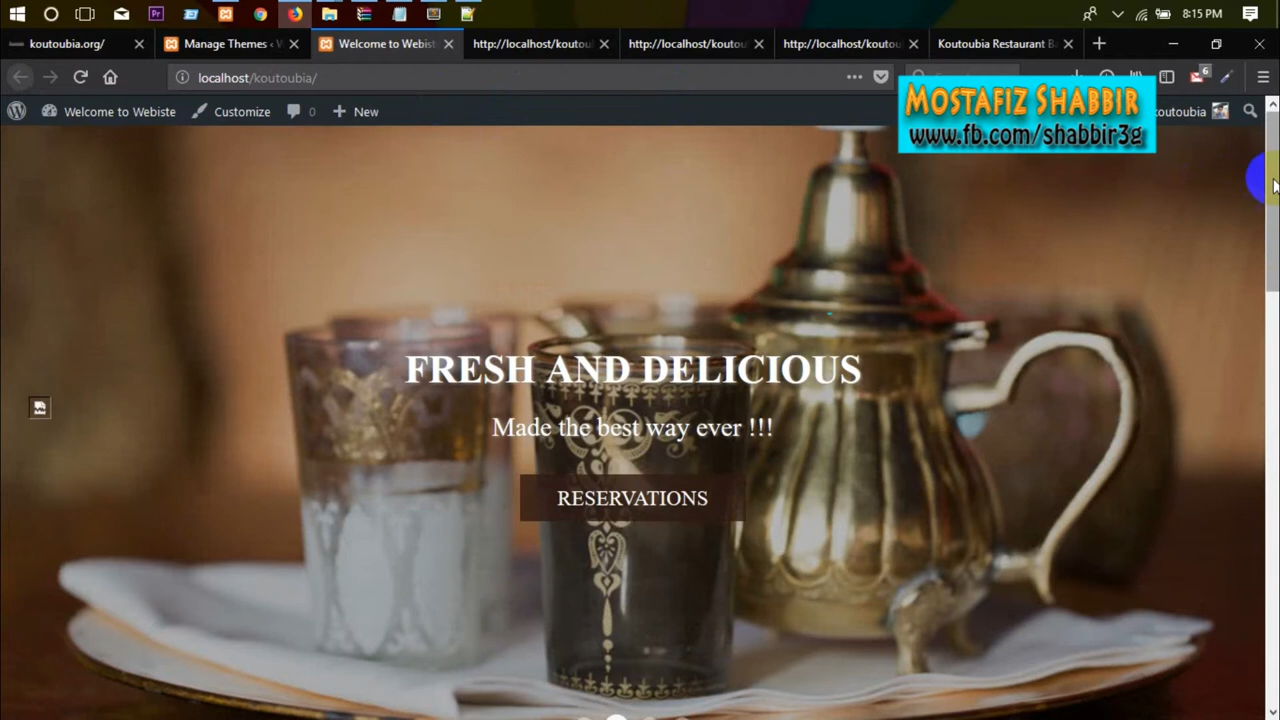 8:15 PM
koutoubia.org/
Manage Themes ‹ W
Welcome to Webist
http://localhost/koutou
http://localhost/koutou
http://localhost/koutou
Koutoubia Restaurant B
localhost/koutoubia/
6
MOSTAFIZ SHABBIR
www.fb.com/shabbir3g
Welcome to Webiste
Customize
0
New
koutoubia
FRESH AND DELICIOUS
Made the best way ever !!!
RESERVATIONS